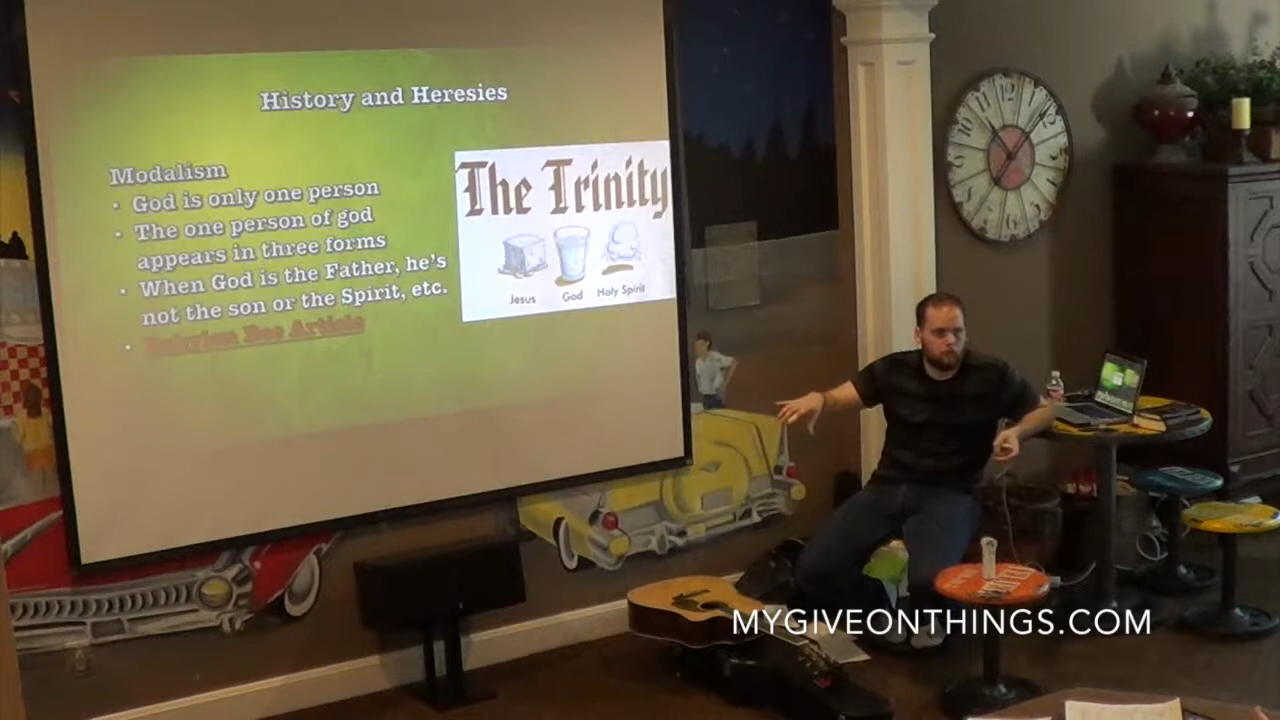 History and Heresies
Modalism
• God is only one person
• The one person of god
appears in three forms
• When God is the Father, he's
not the son or the Spirit, etc.
• Article
The Trinity
Jesus
God
Holy Spirit
MYGIVEONTHINGS.COM